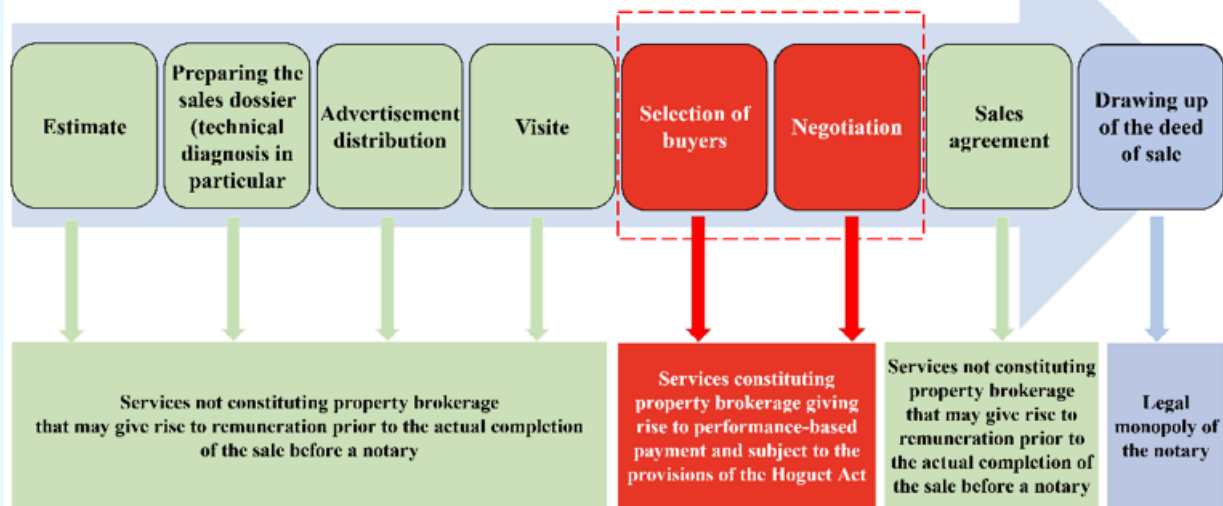 Estimate
Preparing the
sales dossier
(technical
diagnosis in
particular
Advertisement
distribution
Visite
Selection of
buyers
Negotiation
Sales
agreement
Drawing up
of the deed
of sale
Services not constituting property brokerage
that may give rise to remuneration prior to the actual completion
of the sale before a notary
Services constituting
property brokerage giving
rise to performance-based
payment and subject to the
provisions of the Hoguet Act
Services not constituting
property brokerage
that may give rise to
remuneration prior to
the actual completion of
the sale before a notary
Legal
monopoly of
the notary